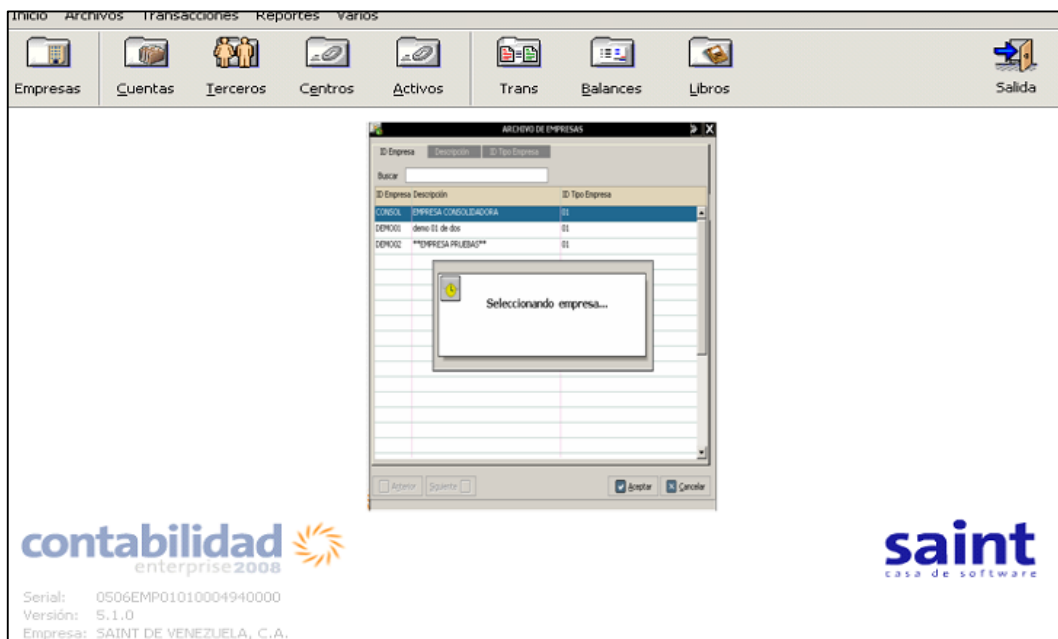 Inicio Archivos Transacciones Reportes Varios
Empresas Cuentas Terceros Centros Activos Trans Balances Libros Salida
ARCHIVO DE EMPRESAS
ID Empresa Descripción ID Tipo Empresa
Buscar
ID Empresa Descripción ID Tipo Empresa
CONSOL EMPRESA CONSOLIDADORA 01
DEMO01 demo 01 de dos 01
DEMO02 **EMPRESA PRUEBAS** 01
Seleccionando empresa...
Anterior Siguiente Aceptar Cancelar
contabilidad
enterprise2008
saint
casa de software
Serial: 0506EMP01010004940000
Versión: 5.1.0
Empresa: SAINT DE VENEZUELA, C.A.